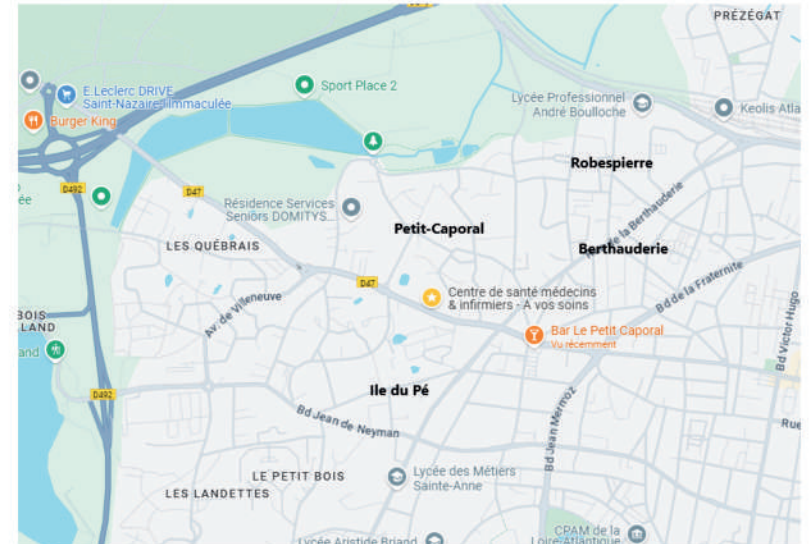 PRÉZÉGAT
E.Leclerc DRIVE
Saint-Nazaire/Immaculée
Sport Place 2
Burger King
Lycée Professionnel
André Boulloche
Keolis Atla
Robespierre
D492
D47
ée
Résidence Services
Seniors DOMITYS...
Petit-Caporal
de la Berthauderie
Berthauderie
LES QUÉBRAIS
D47
Centre de santé médecins
& infirmiers - A vos soins
Bd de la Fraternite
Av. de Villeneuve
BOIS
LAND
and
Bar Le Petit Caporal
Vu récemment
Bd Victor Hugo
D492
Ile du Pé
Bd Jean de Neyman
Bd Jean Mermoz
Rue
LE PETIT BOIS
LES LANDETTES
Lycée des Métiers
Sainte-Anne
Lycée Aristide Briand
CPAM de la
Loire-Atlantique